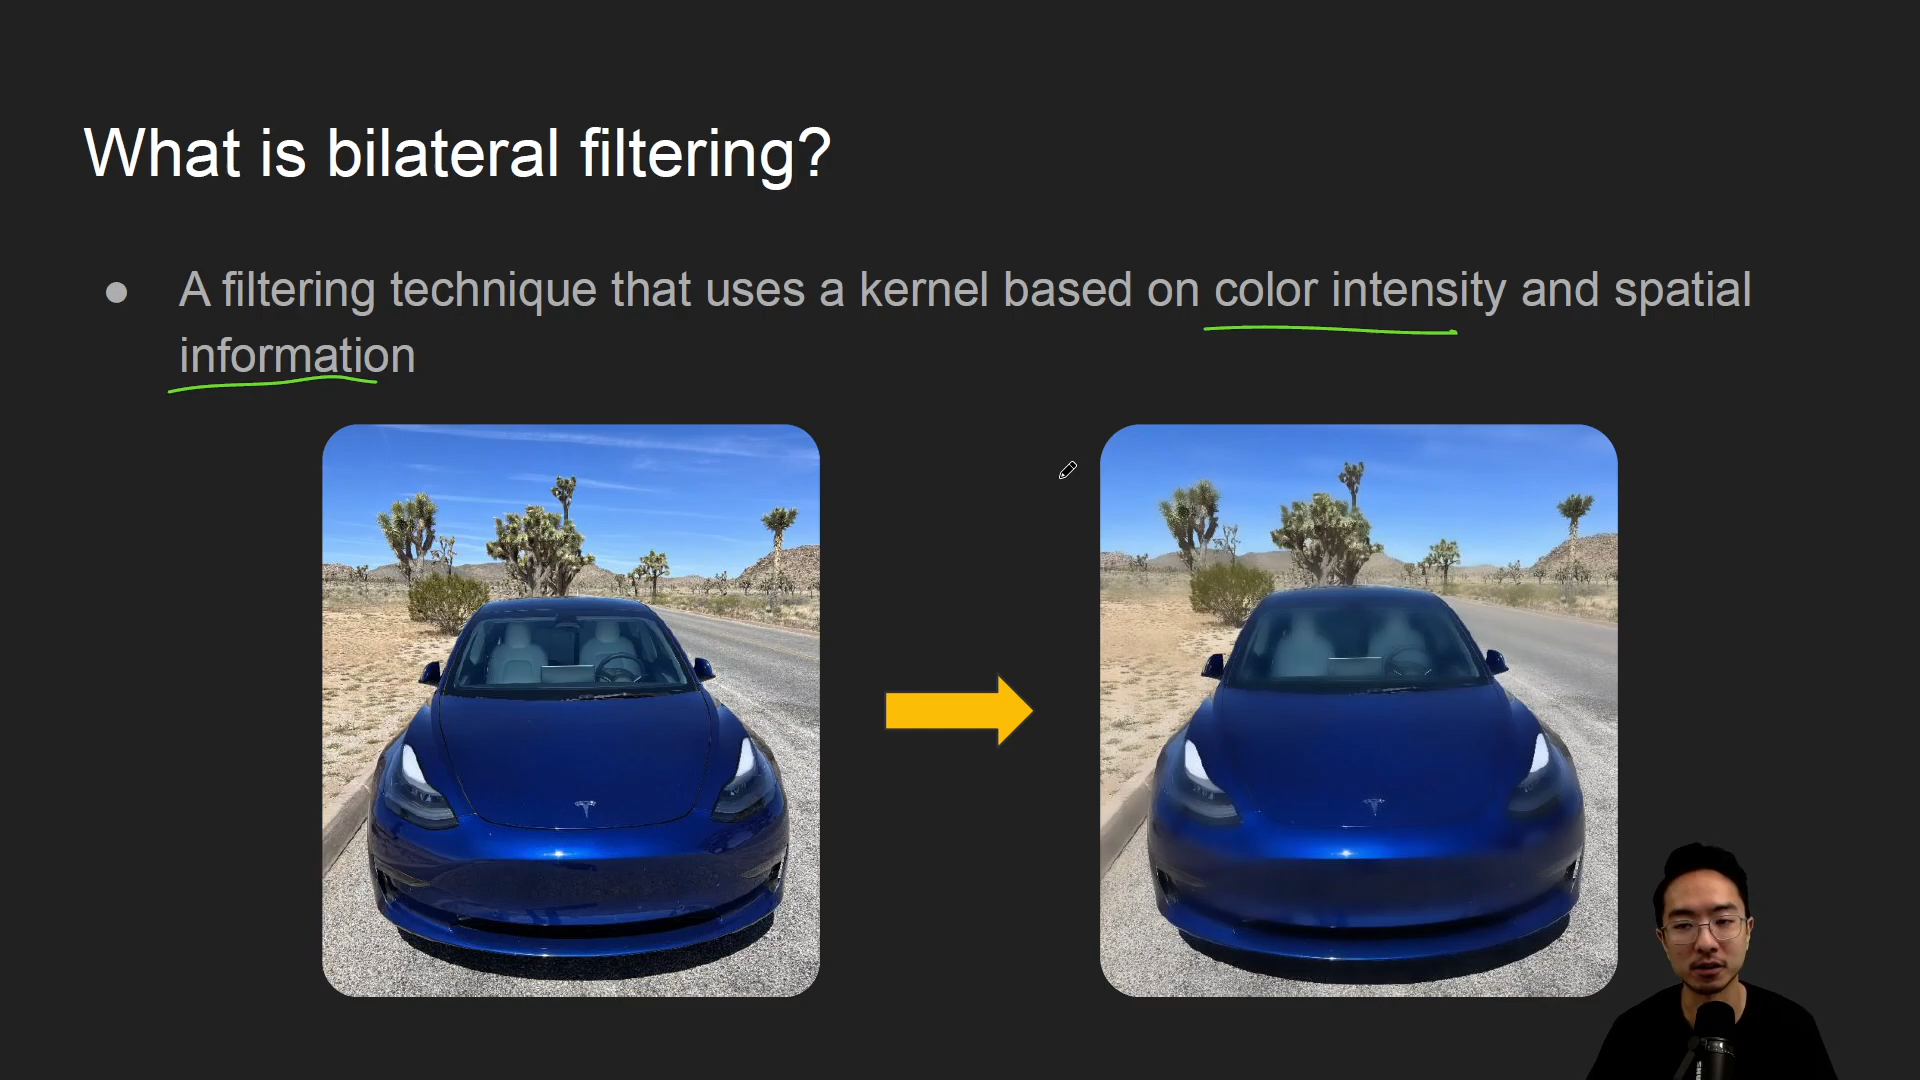 What is bilateral filtering?
● A filtering technique that uses a kernel based on color intensity and spatial
information